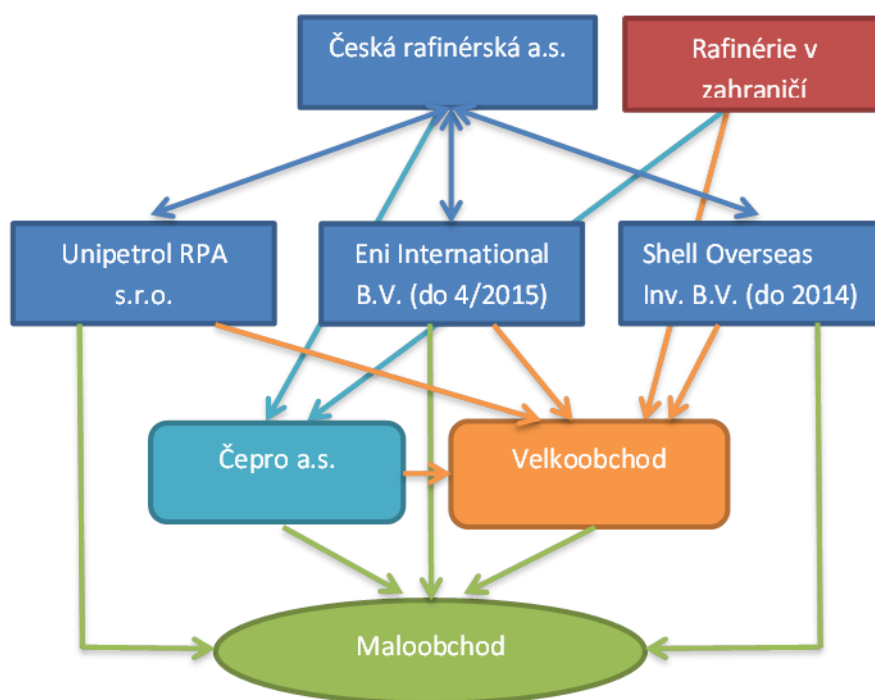 Česká rafinérská a.s.
Rafinérie v
zahraničí
Unipetrol RPA
s.r.o.
Eni International
B.V. (do 4/2015)
Shell Overseas
Inv. B.V. (do 2014)
Čepro a.s.
Velkoobchod
Maloobchod